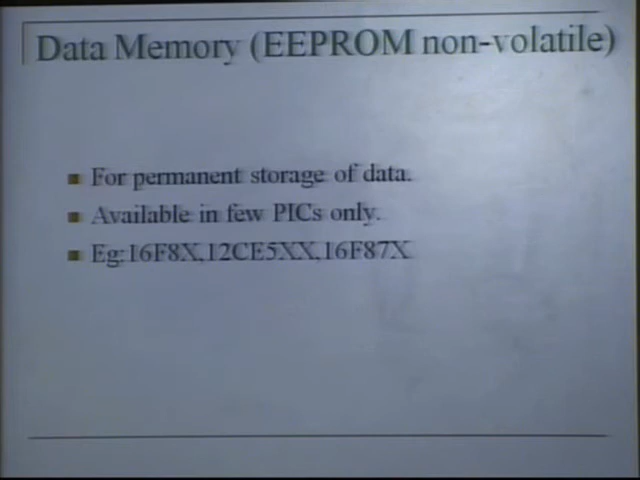 Data Memory (EEPROM non-volatile)
For permanent storage of data.
Available in few PICs only.
Eg:16F8X,12CE5XX,16F87X